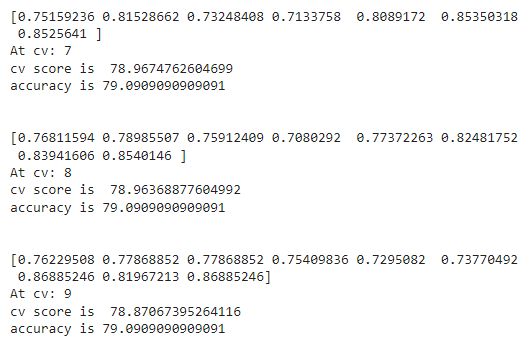 [0.75159236 0.81528662 0.73248408 0.7133758  0.8089172  0.85350318
 0.8525641 ]
At cv: 7
cv score is  78.9674762604699
accuracy is 79.0909090909091
[0.76811594 0.78985507 0.75912409 0.7080292  0.77372263 0.82481752
 0.83941606 0.8540146 ]
At cv: 8
cv score is  78.96368877604992
accuracy is 79.0909090909091
[0.76229508 0.77868852 0.77868852 0.75409836 0.7295082  0.73770492
 0.86885246 0.81967213 0.86885246]
At cv: 9
cv score is  78.87067395264116
accuracy is 79.0909090909091